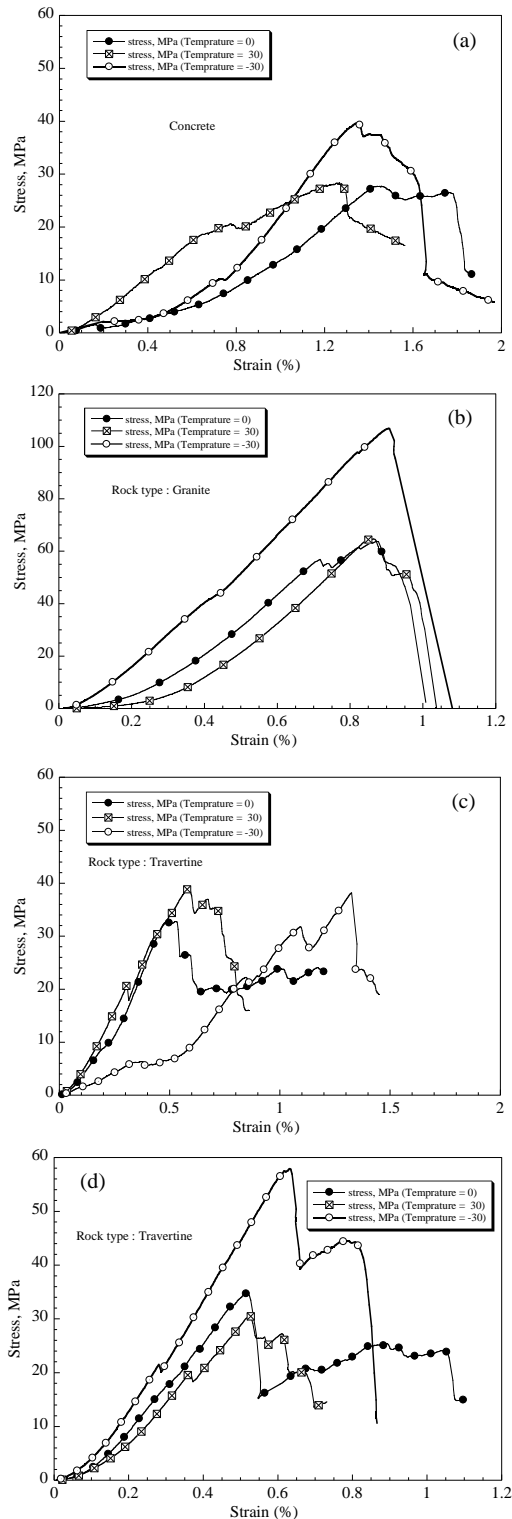 60
50
40
30
20
10
0
stress, MPa (Temprature = 0)
stress, MPa (Temprature = 30)
stress, MPa (Temprature = -30)
(a)
Concrete
Stress, MPa
0 0.4 0.8 1.2 1.6 2
Strain (%)
120
100
80
60
40
20
0
stress, MPa (Temprature = 0)
stress, MPa (Temprature = 30)
stress, MPa (Temprature = -30)
(b)
Rock type : Granite
Stress, MPa
0 0.2 0.4 0.6 0.8 1 1.2
Strain (%)
60
50
40
30
20
10
0
stress, MPa (Temprature = 0)
stress, MPa (Temprature = 30)
stress, MPa (Temprature = -30)
(c)
Rock type : Travertine
Stress, MPa
0 0.5 1 1.5 2
Strain (%)
60
50
40
30
20
10
0
(d)
stress, MPa (Temprature = 0)
stress, MPa (Temprature = 30)
stress, MPa (Temprature = -30)
Rock type : Travertine
Stress, MPa
0 0.2 0.4 0.6 0.8 1 1.2
Strain (%)